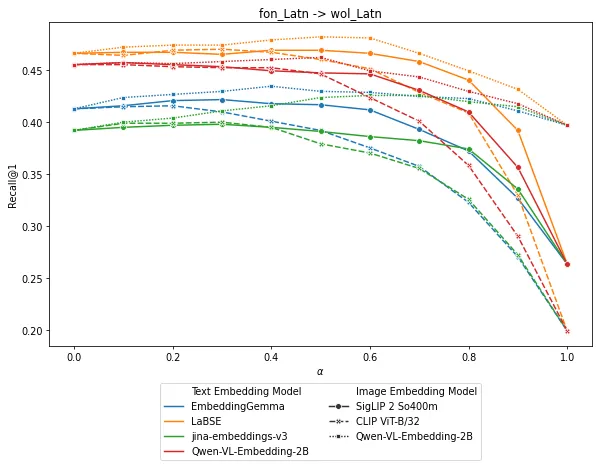 fon_Latn -> wol_Latn
Recall@1
0.45
0.40
0.35
0.30
0.25
0.20
0.0
0.2
0.4
0.6
0.8
1.0
α
Text Embedding Model
EmbeddingGemma
LaBSE
jina-embeddings-v3
Qwen-VL-Embedding-2B
Image Embedding Model
SigLIP 2 So400m
CLIP ViT-B/32
Qwen-VL-Embedding-2B